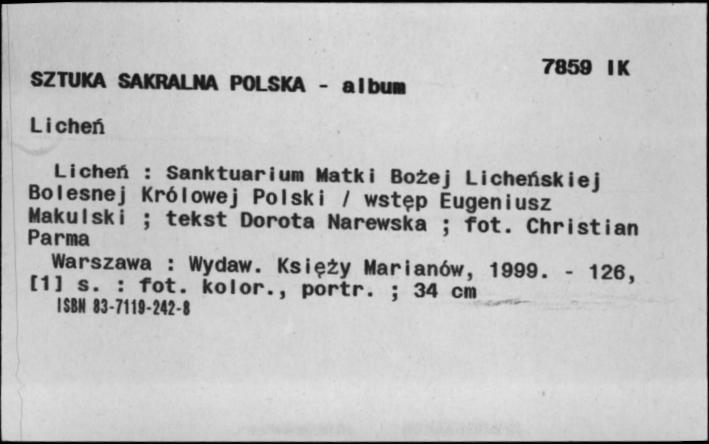 7859 IK
SZTUKA SAKRALNA POLSKA - album
Licheń
Licheń : Sanktuarium Matki Bożej Licheńskiej
Bolesnej Królowej Polski / wstęp Eugeniusz
Makulski ; tekst Dorota Narewska ; fot. Christian
Parma
Warszawa : Wydaw. Księży Marianów, 1999. - 126,
[1] s. : fot. kolor., portr. ; 34 cm
ISBN 83-7119-242-8